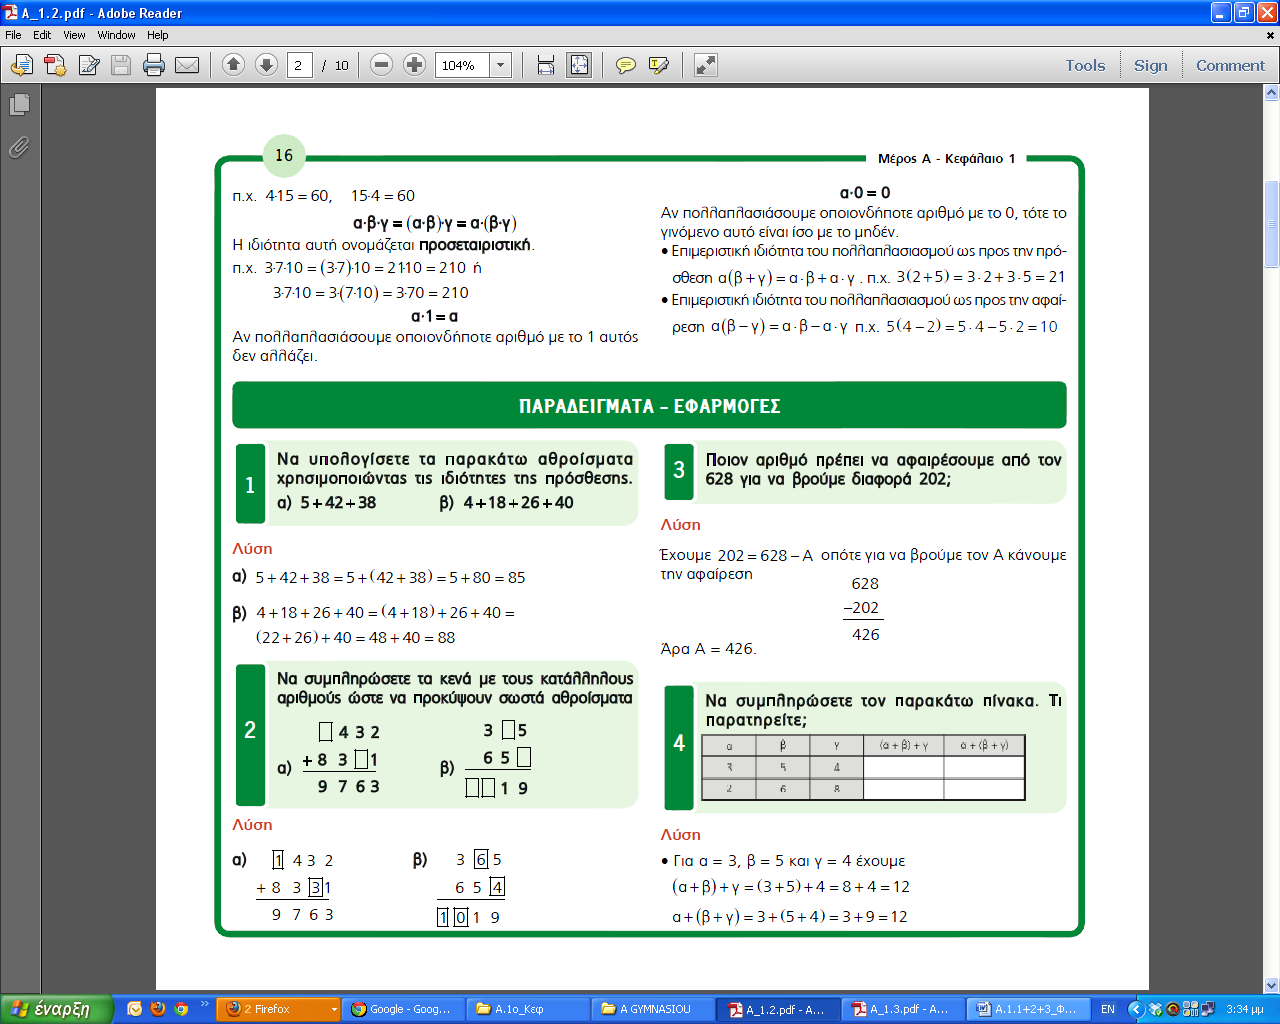 A_1.2.pdf - Adobe Reader
File Edit View Window Help
2 / 10 104% Tools Sign Comment
16
Μέρος Α - Κεφάλαιο 1
π.χ. 4·15 = 60, 15·4 = 60
α·β·γ = (α·β)·γ = α·(β·γ)
Η ιδιότητα αυτή ονομάζεται προσεταιριστική.
π.χ. 3·7·10 = (3·7)·10 = 21·10 = 210 ή
3·7·10 = 3·(7·10) = 3·70 = 210
α·1 = α
Αν πολλαπλασιάσουμε οποιονδήποτε αριθμό με το 1 αυτός
δεν αλλάζει.
α·0 = 0
Αν πολλαπλασιάσουμε οποιονδήποτε αριθμό με το 0, τότε το
γινόμενο αυτό είναι ίσο με το μηδέν.
• Επιμεριστική ιδιότητα του πολλαπλασιασμού ως προς την πρό-
σθεση α(β + γ) = α · β + α · γ . π.χ. 3(2 + 5) = 3 · 2 + 3 · 5 = 21
• Επιμεριστική ιδιότητα του πολλαπλασιασμού ως προς την αφαί-
ρεση α(β – γ) = α · β – α · γ π.χ. 5(4 – 2) = 5 · 4 – 5 · 2 = 10
ΠΑΡΑΔΕΙΓΜΑΤΑ – ΕΦΑΡΜΟΓΕΣ
1
Να υπολογίσετε τα παρακάτω αθροίσματα
χρησιμοποιώντας τις ιδιότητες της πρόσθεσης.
α) 5 + 42 + 38 β) 4 + 18 + 26 + 40
Λύση
α) 5 + 42 + 38 = 5 + (42 + 38) = 5 + 80 = 85
β) 4 + 18 + 26 + 40 = (4 + 18) + 26 + 40 =
(22 + 26) + 40 = 48 + 40 = 88
2
Να συμπληρώσετε τα κενά με τους κατάλληλους
αριθμούς ώστε να προκύψουν σωστά αθροίσματα
α) □ 4 3 2
+ 8 3 □ 1
9 7 6 3
β) 3 □ 5
6 5 □
□ □ 1 9
Λύση
α) 1 4 3 2
+ 8 3 3 1
9 7 6 3
β) 3 6 5
6 5 4
1 0 1 9
3
Ποιον αριθμό πρέπει να αφαιρέσουμε από τον
628 για να βρούμε διαφορά 202;
Λύση
Έχουμε 202 = 628 – Α οπότε για να βρούμε τον Α κάνουμε
την αφαίρεση
628
–202
426
Άρα Α = 426.
4
Να συμπληρώσετε τον παρακάτω πίνακα. Τι
παρατηρείτε;
α β γ (α + β) + γ α + (β + γ)
3 5 4
2 6 8
Λύση
• Για α = 3, β = 5 και γ = 4 έχουμε
(α + β) + γ = (3 + 5) + 4 = 8 + 4 = 12
α + (β + γ) = 3 + (5 + 4) = 3 + 9 = 12
έναρξη 2 Firefox Google - Goog... Α.1ο_Κεφ A GYMNASIOU A_1.2.pdf - A... A_1.3.pdf - A... Α.1.1+2+3_Φ... EN 3:34 μμ